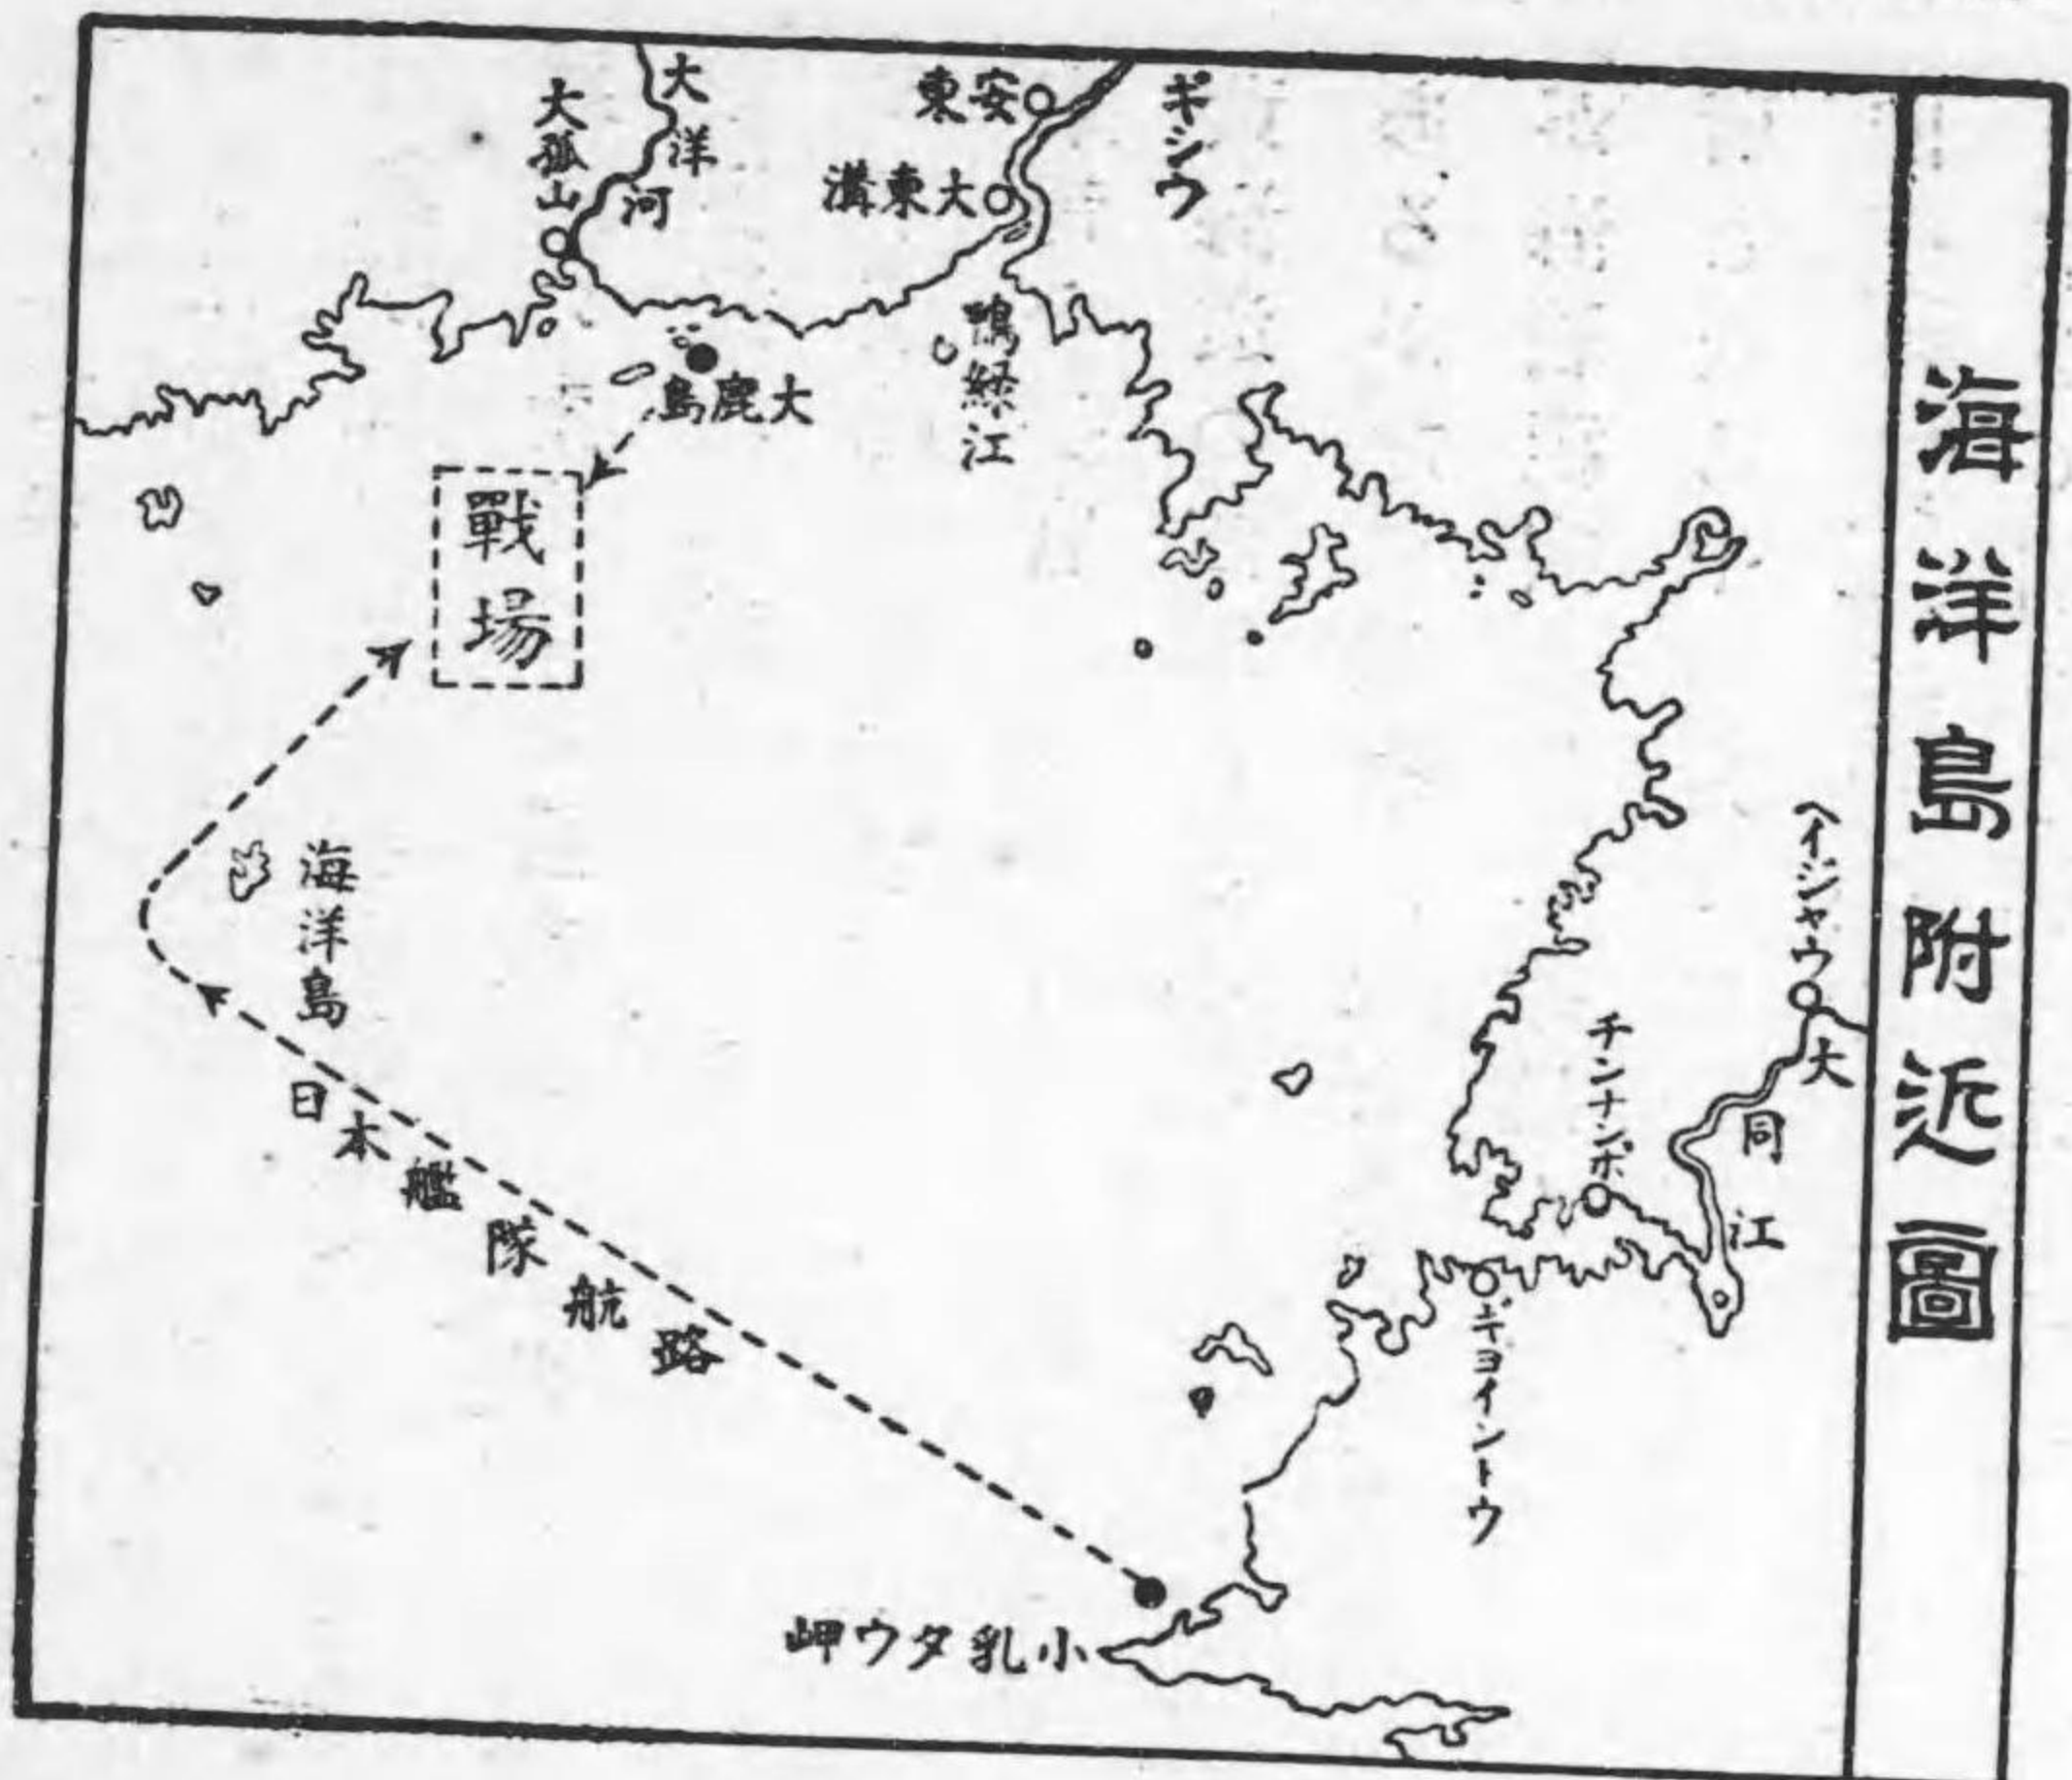 海洋島附近圖
ギシウ
安東
大東溝
大洋河
大孤山
鴨緑江
大鹿島
戰場
ヘイジャウ
大同江
チンナンポ
ギヨイントウ
海洋島
日本艦隊航路
小乳タウ岬